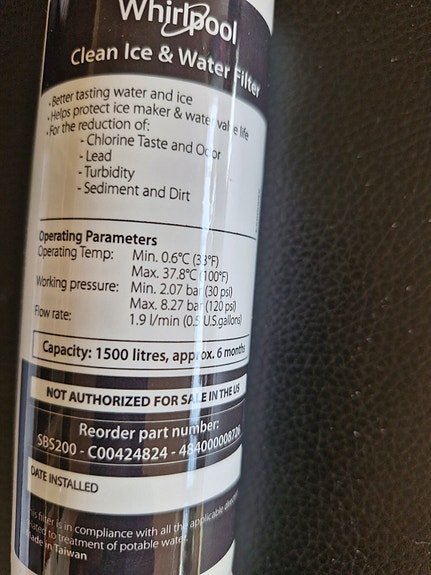 Whirlpool
Clean Ice & Water Filter
- Better tasting water and ice
- Helps protect ice maker & water valve life
- For the reduction of:
- Chlorine Taste and Odor
- Lead
- Turbidity
- Sediment and Dirt
Operating Parameters
Operating Temp: Min. 0.6°C (33°F)
Max. 37.8°C (100°F)
Working pressure: Min. 2.07 bar (30 psi)
Max. 8.27 bar (120 psi)
Flow rate: 1.9 l/min (0.5 U.S.gallons)
Capacity: 1500 litres, approx. 6 months
NOT AUTHORIZED FOR SALE IN THE US
Reorder part number:
SBS200 - C00424824 - 484000008726
DATE INSTALLED
This filter is in compliance with all the applicable
to treatment of potable water.
Made in Taiwan